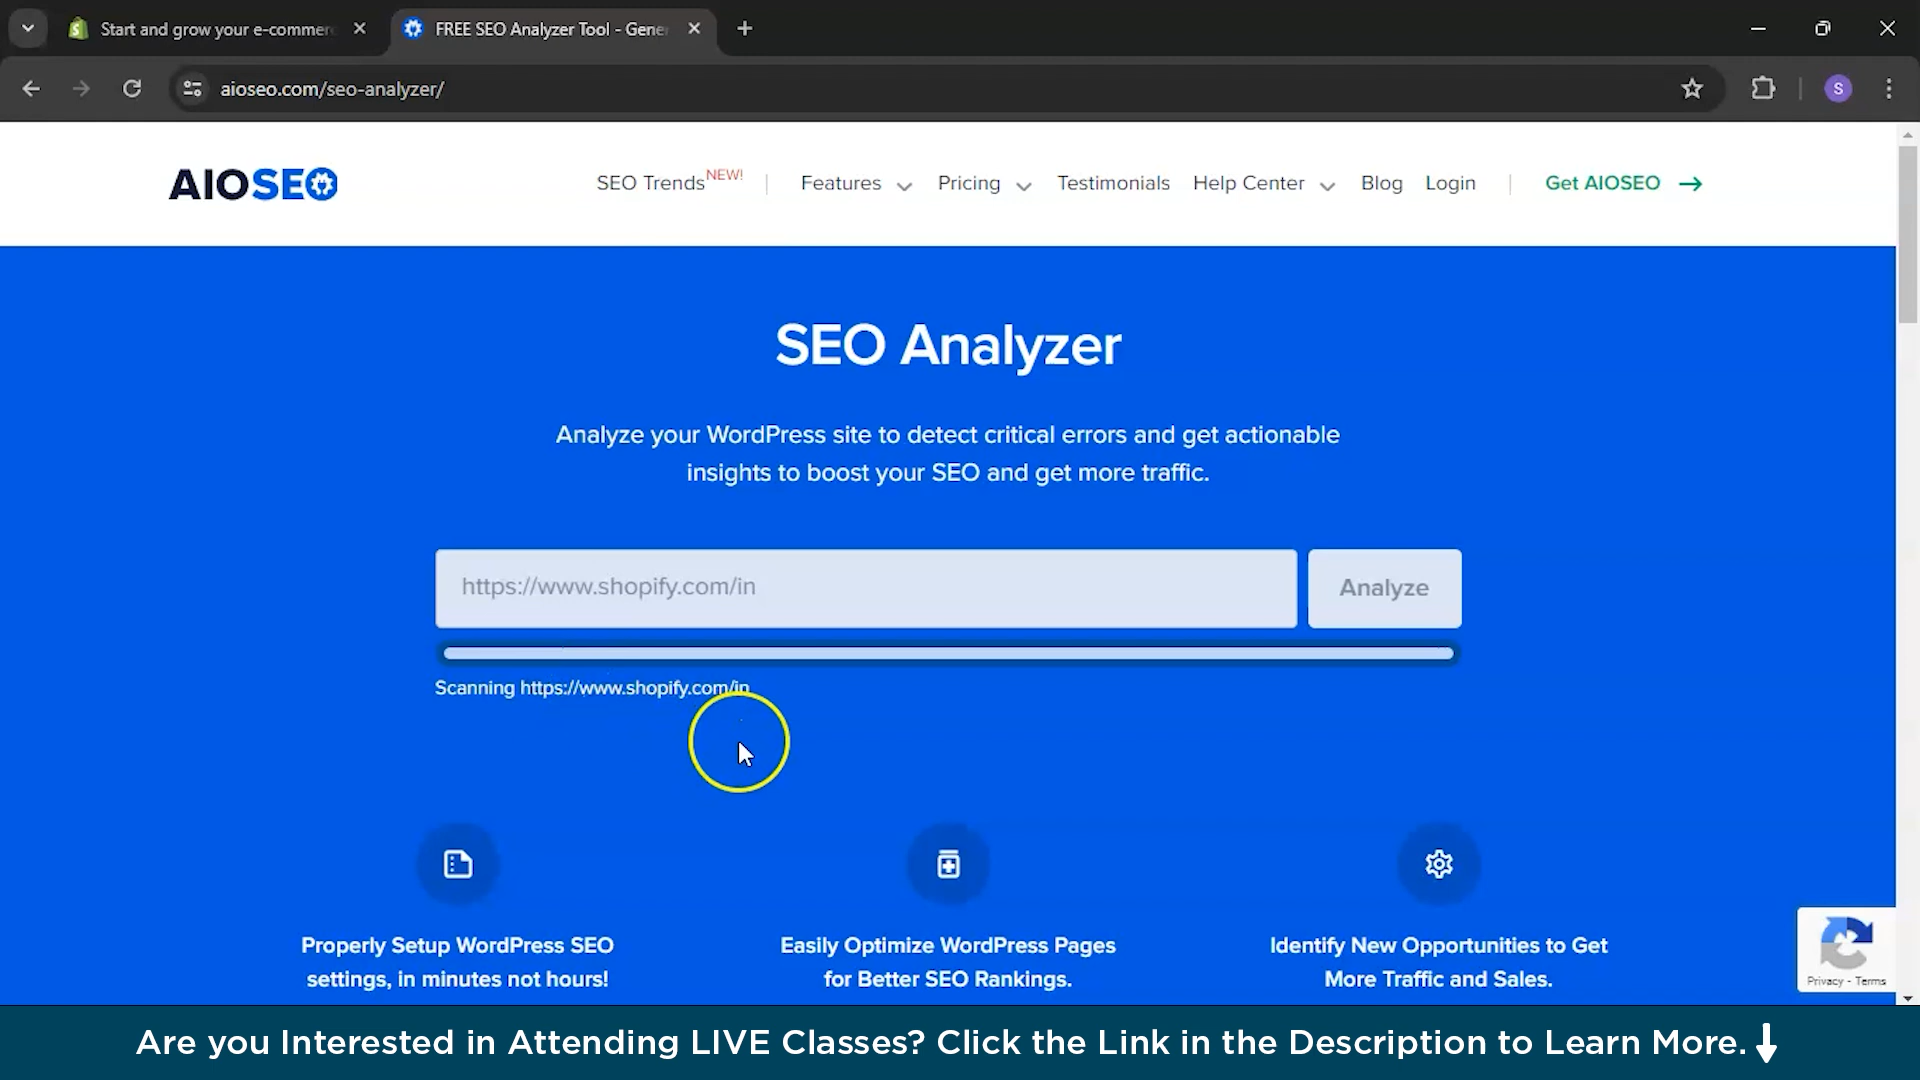 Start and grow your e-commer
FREE SEO Analyzer Tool - Gene
aioseo.com/seo-analyzer/
S
AIOSEO
SEO Trends NEW!
Features
Pricing
Testimonials
Help Center
Blog
Login
Get AIOSEO →
SEO Analyzer
Analyze your WordPress site to detect critical errors and get actionable
insights to boost your SEO and get more traffic.
https://www.shopify.com/in
Analyze
Scanning https://www.shopify.com/in
Properly Setup WordPress SEO
settings, in minutes not hours!
Easily Optimize WordPress Pages
for Better SEO Rankings.
Identify New Opportunities to Get
More Traffic and Sales.
Privacy - Terms
Are you Interested in Attending LIVE Classes? Click the Link in the Description to Learn More.